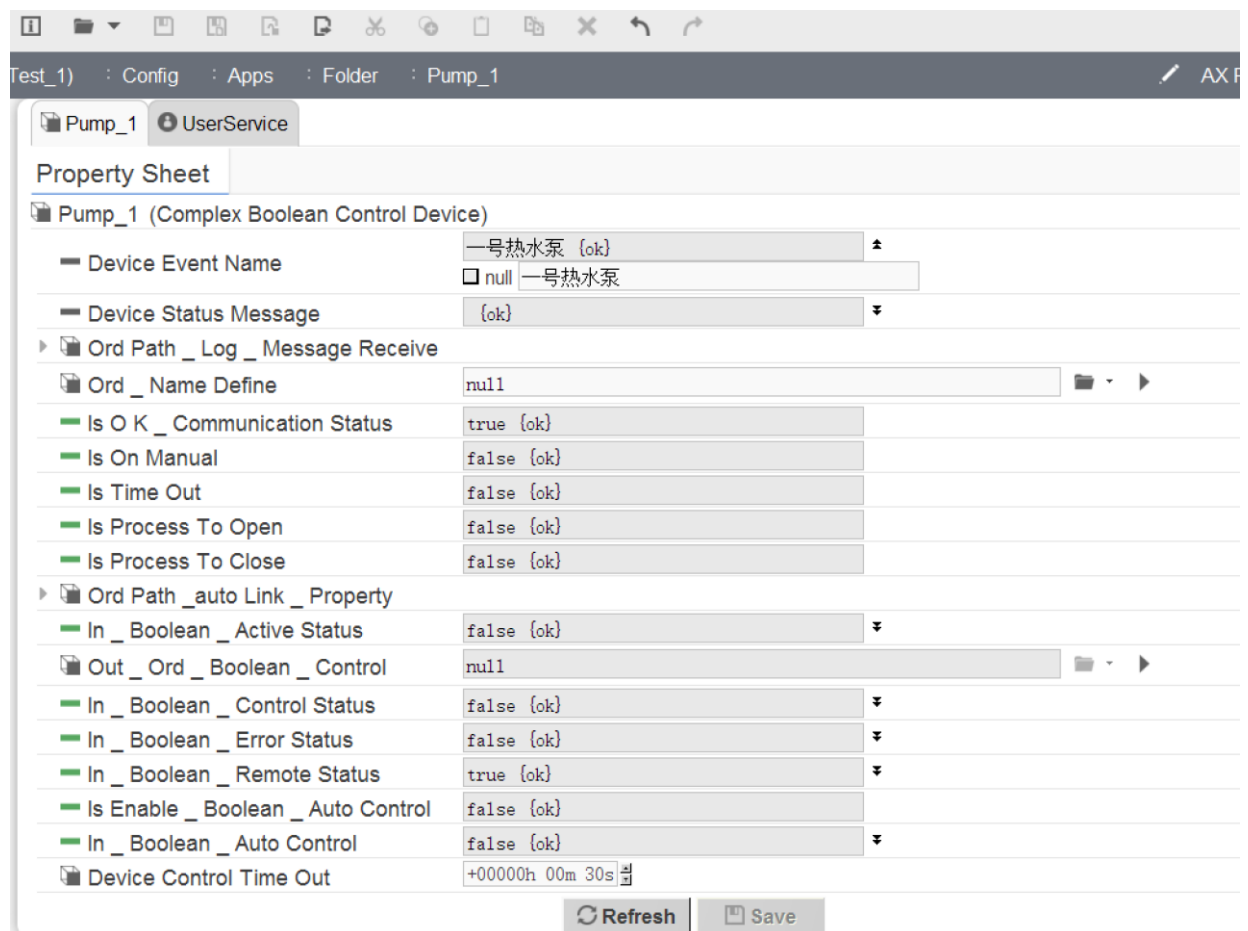 Test_1) : Config : Apps : Folder : Pump_1 AX P
Pump_1 UserService
Property Sheet
Pump_1 (Complex Boolean Control Device)
一号热水泵 {ok}
Device Event Name
null 一号热水泵
Device Status Message {ok}
Ord Path _ Log _ Message Receive
Ord _ Name Define null
Is O K _ Communication Status true {ok}
Is On Manual false {ok}
Is Time Out false {ok}
Is Process To Open false {ok}
Is Process To Close false {ok}
Ord Path _auto Link _ Property
In _ Boolean _ Active Status false {ok}
Out _ Ord _ Boolean _ Control null
In _ Boolean _ Control Status false {ok}
In _ Boolean _ Error Status false {ok}
In _ Boolean _ Remote Status true {ok}
Is Enable _ Boolean _ Auto Control false {ok}
In _ Boolean _ Auto Control false {ok}
Device Control Time Out +00000h 00m 30s
Refresh Save